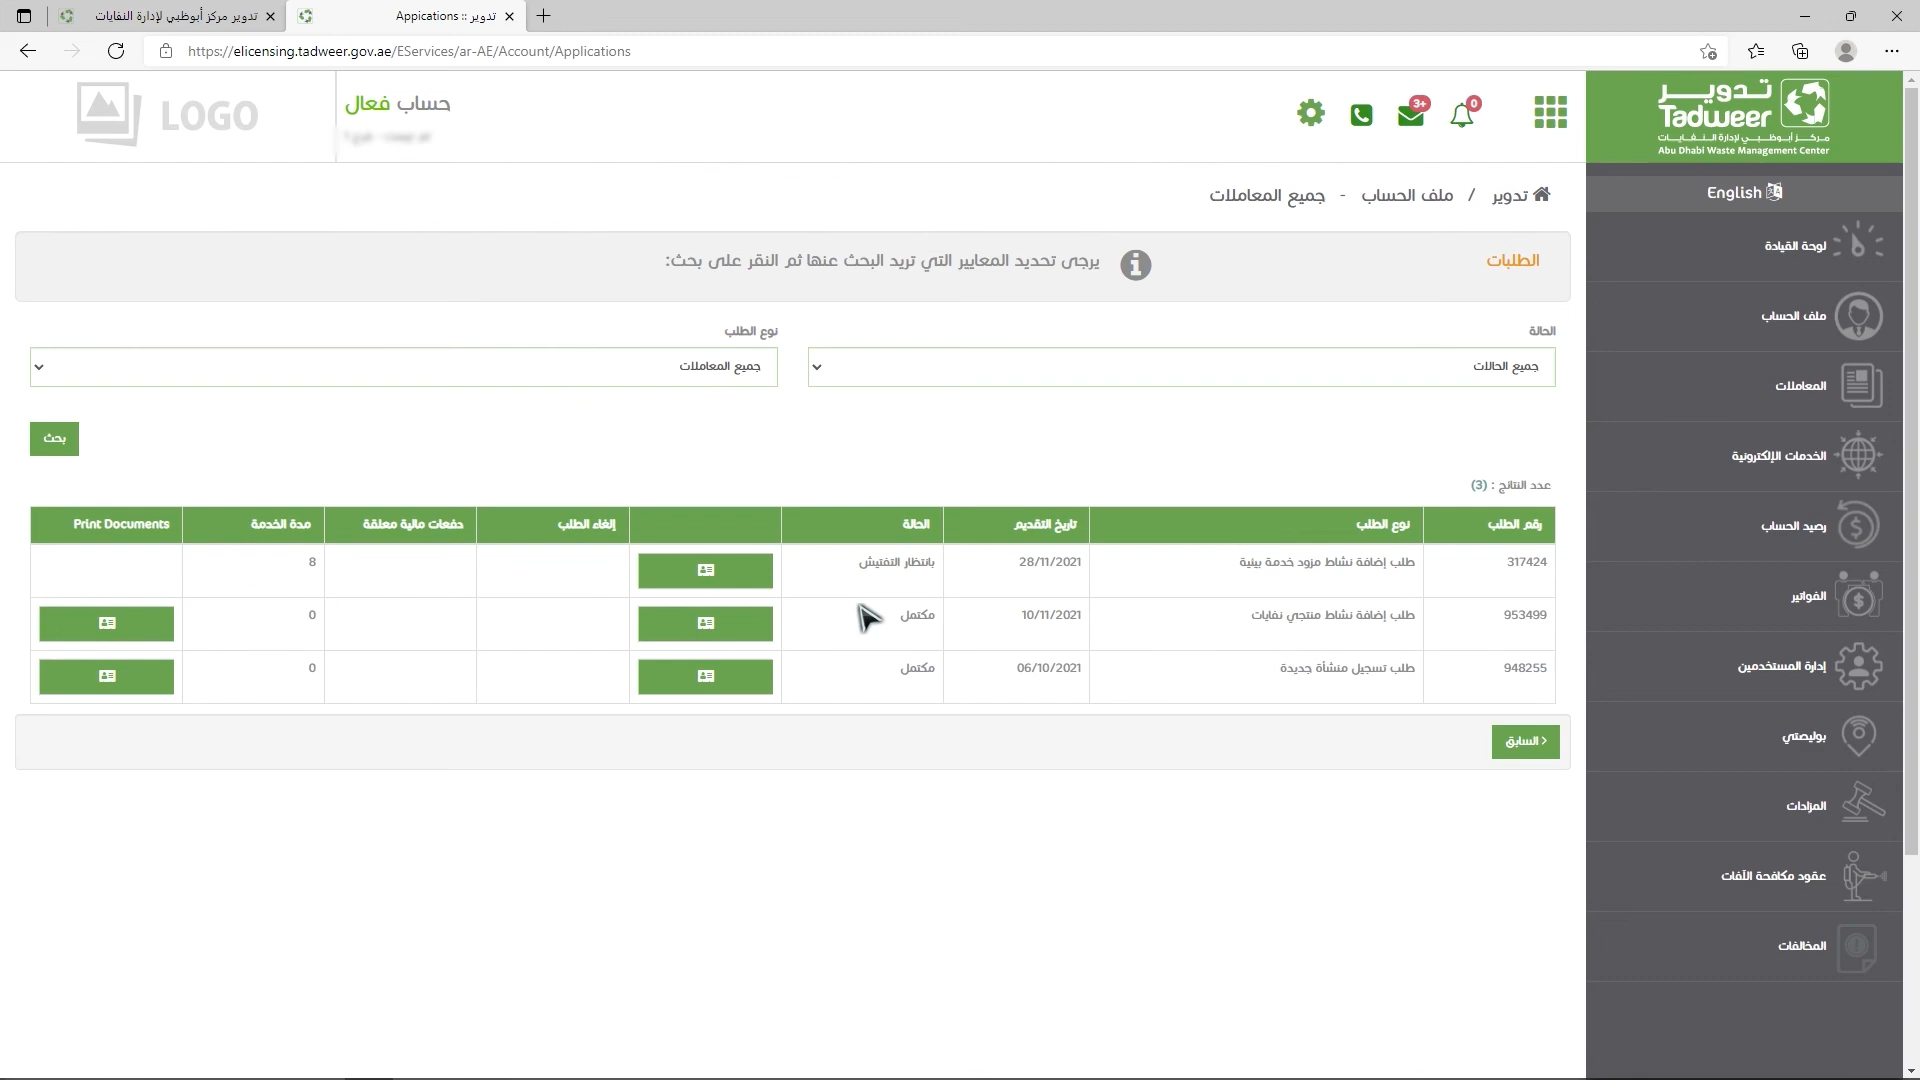 تدوير مركز أبوظبي لإدارة النفايات
Appications :: تدوير
https://elicensing.tadweer.gov.ae/EServices/ar-AE/Account/Applications
LOGO
حساب فعال
3+
0
تدويـر
Tadweer
مـركــز أبـوظـبــي لإدارة الـنـفـايــات
Abu Dhabi Waste Management Center
English
تدوير / ملف الحساب - جميع المعاملات
الطلبات
يرجى تحديد المعايير التي تريد البحث عنها ثم النقر على بحث:
الحالة
نوع الطلب
جميع الحالات
جميع المعاملات
بحث
عدد النتائج : (3)
رقم الطلب نوع الطلب تاريخ التقديم الحالة إلغاء الطلب دفعات مالية معلقة مدة الخدمة Print Documents
317424 طلب إضافة نشاط مزود خدمة بيئية 28/11/2021 بانتظار التفتيش 8
953499 طلب إضافة نشاط منتجي نفايات 10/11/2021 مكتمل 0
948255 طلب تسجيل منشأة جديدة 06/10/2021 مكتمل 0
السابق
لوحة القيادة
ملف الحساب
المعاملات
الخدمات الإلكترونية
رصيد الحساب
الفواتير
إدارة المستخدمين
بوليصتي
المزادات
عقود مكافحة الآفات
المخالفات